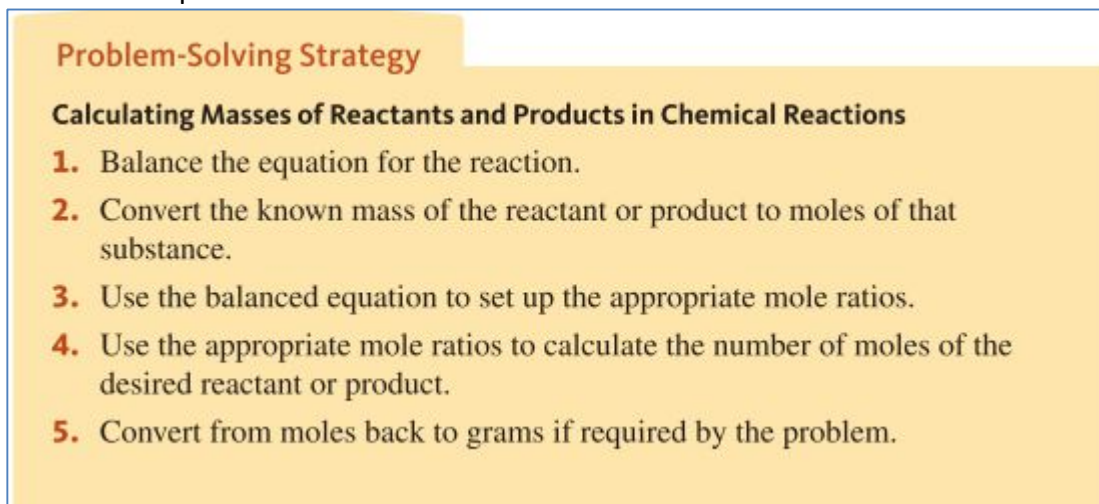 Problem-Solving Strategy
Calculating Masses of Reactants and Products in Chemical Reactions
1. Balance the equation for the reaction.
2. Convert the known mass of the reactant or product to moles of that
substance.
3. Use the balanced equation to set up the appropriate mole ratios.
4. Use the appropriate mole ratios to calculate the number of moles of the
desired reactant or product.
5. Convert from moles back to grams if required by the problem.